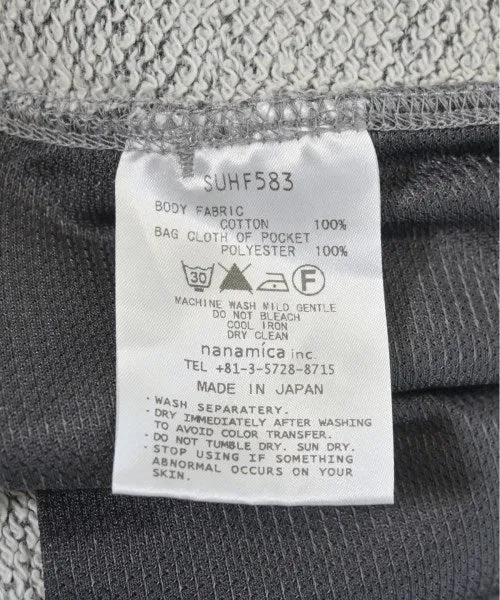 SUHF583
BODY FABRIC
COTTON 100%
BAG CLOTH OF POCKET
POLYESTER 100%
30 F
MACHINE WASH MILD GENTLE
DO NOT BLEACH
COOL IRON
DRY CLEAN
nanamica inc.
TEL +81-3-5728-8715
MADE IN JAPAN
・WASH SEPARATERY.
・DRY IMMEDIATELY AFTER WASHING
TO AVOID COLOR TRANSFER.
・DO NOT TUMBLE DRY. SUN DRY.
・STOP USING IF SOMETHING
ABNORMAL OCCURS ON YOUR
SKIN.